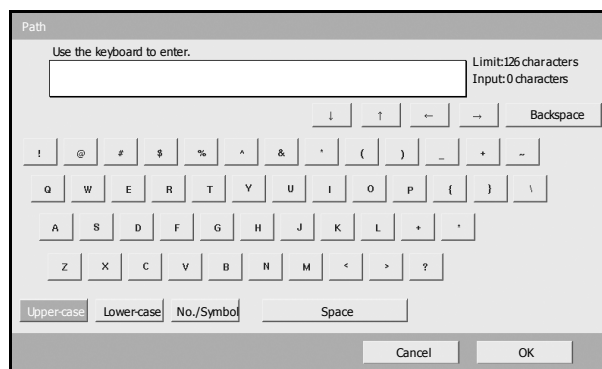 Path
Use the keyboard to enter.
Limit:126 characters
Input:0 characters
↓ ↑ ← → Backspace
! @ # $ % ^ & * ( ) _ + ~
Q W E R T Y U I O P { } \
A S D F G H J K L + '
Z X C V B N M < > ?
Upper-case Lower-case No./Symbol Space
Cancel OK